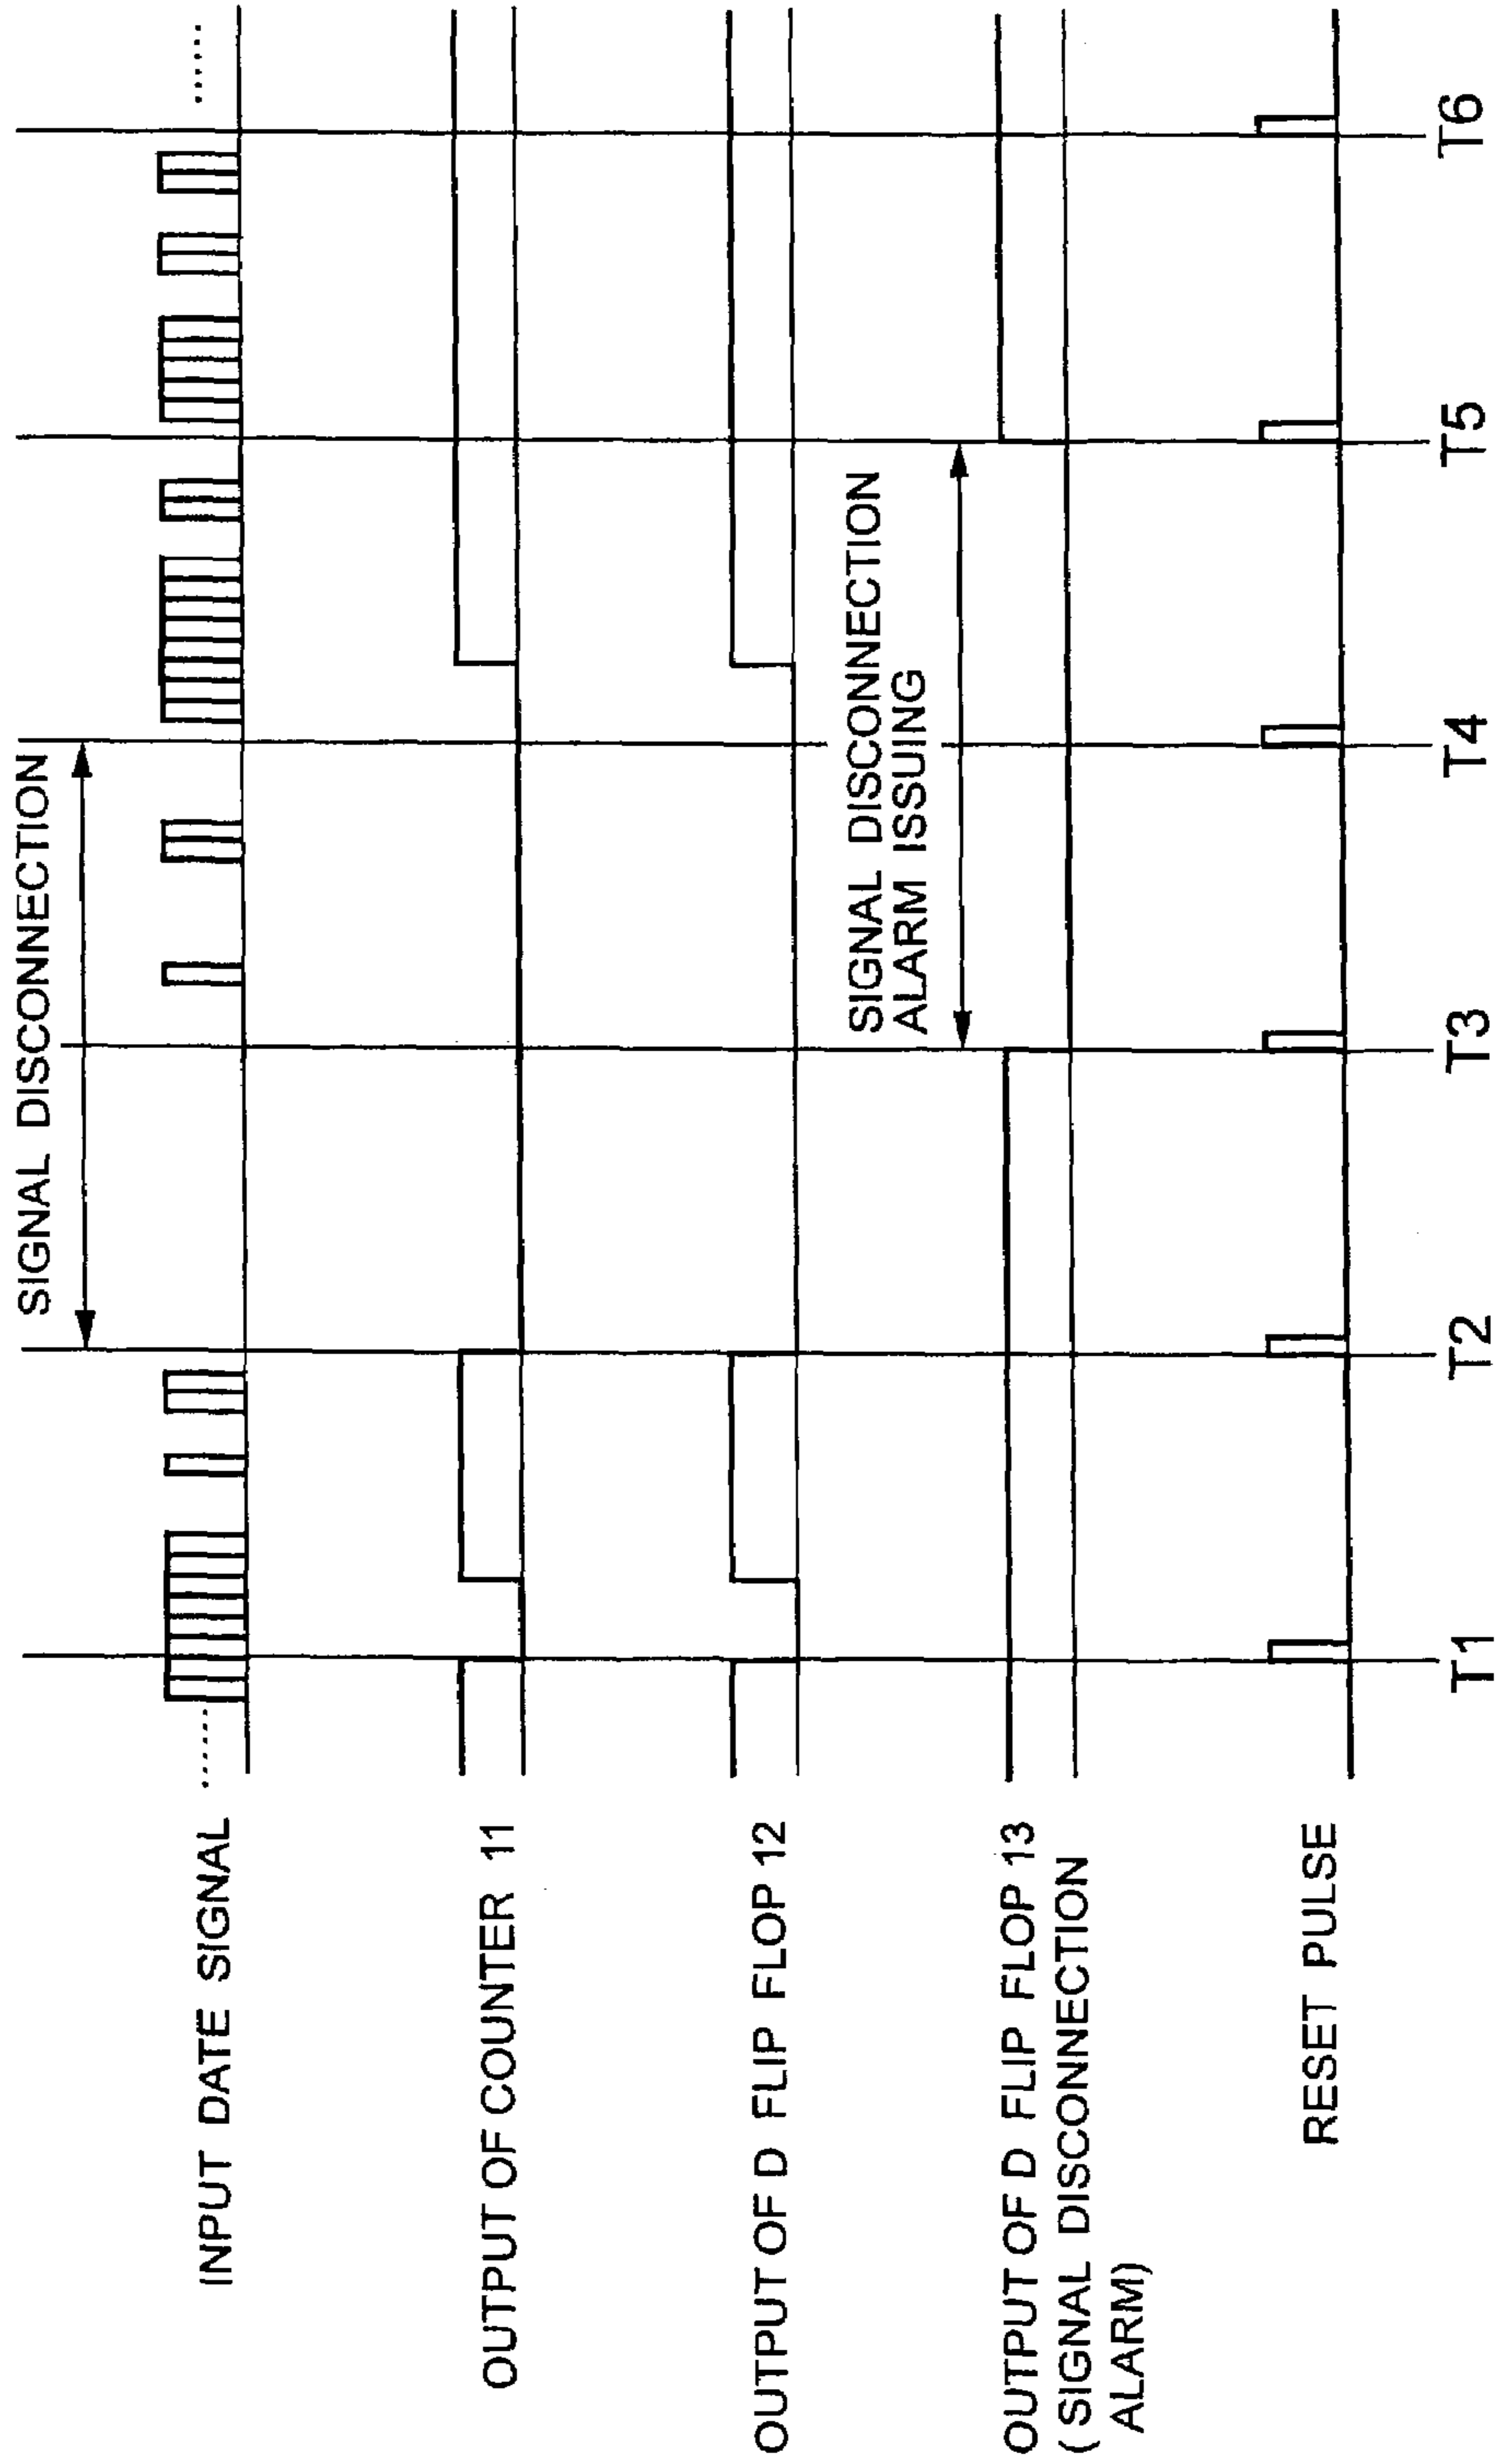 SIGNAL DISCONNECTION
INPUT DATE SIGNAL ......
......
OUTPUT OF COUNTER 11
OUTPUT OF D FLIP FLOP 12
SIGNAL DISCONNECTION
ALARM ISSUING
OUTPUT OF D FLIP FLOP 13
( SIGNAL DISCONNECTION
ALARM)
RESET PULSE
T1
T2
T3
T4
T5
T6